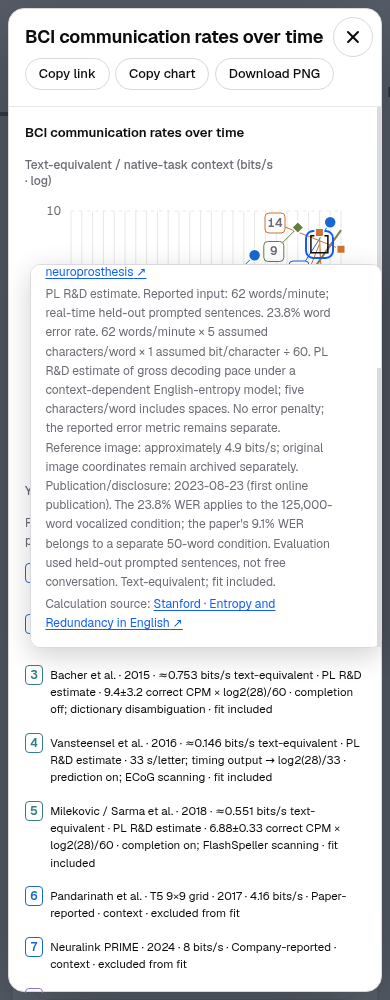 BCI communication rates over time
Copy link
Copy chart
Download PNG
BCI communication rates over time
Text-equivalent / native-task context (bits/s
· log)
10
14
9
neuroprosthesis ↗
PL R&D estimate. Reported input: 62 words/minute;
real-time held-out prompted sentences. 23.8% word
error rate. 62 words/minute × 5 assumed
characters/word × 1 assumed bit/character ÷ 60. PL
R&D estimate of gross decoding pace under a
context-dependent English-entropy model; five
characters/word includes spaces. No error penalty;
the reported error metric remains separate.
Reference image: approximately 4.9 bits/s; original
image coordinates remain archived separately.
Publication/disclosure: 2023-08-23 (first online
publication). The 23.8% WER applies to the 125,000-
word vocalized condition; the paper's 9.1% WER
belongs to a separate 50-word condition. Evaluation
used held-out prompted sentences, not free
conversation. Text-equivalent; fit included.
Calculation source: Stanford · Entropy and
Redundancy in English ↗
3 Bacher et al. · 2015 · ≈0.753 bits/s text-equivalent · PL R&D
estimate · 9.4±3.2 correct CPM × log2(28)/60 · completion
off; dictionary disambiguation · fit included
4 Vansteensel et al. · 2016 · ≈0.146 bits/s text-equivalent · PL
R&D estimate · 33 s/letter; timing output → log2(28)/33 ·
prediction on; ECoG scanning · fit included
5 Milekovic / Sarma et al. · 2018 · ≈0.551 bits/s text-
equivalent · PL R&D estimate · 6.88±0.33 correct CPM ×
log2(28)/60 · completion on; FlashSpeller scanning · fit
included
6 Pandarinath et al. · T5 9×9 grid · 2017 · 4.16 bits/s · Paper-
reported · context · excluded from fit
7 Neuralink PRIME · 2024 · 8 bits/s · Company-reported ·
context · excluded from fit